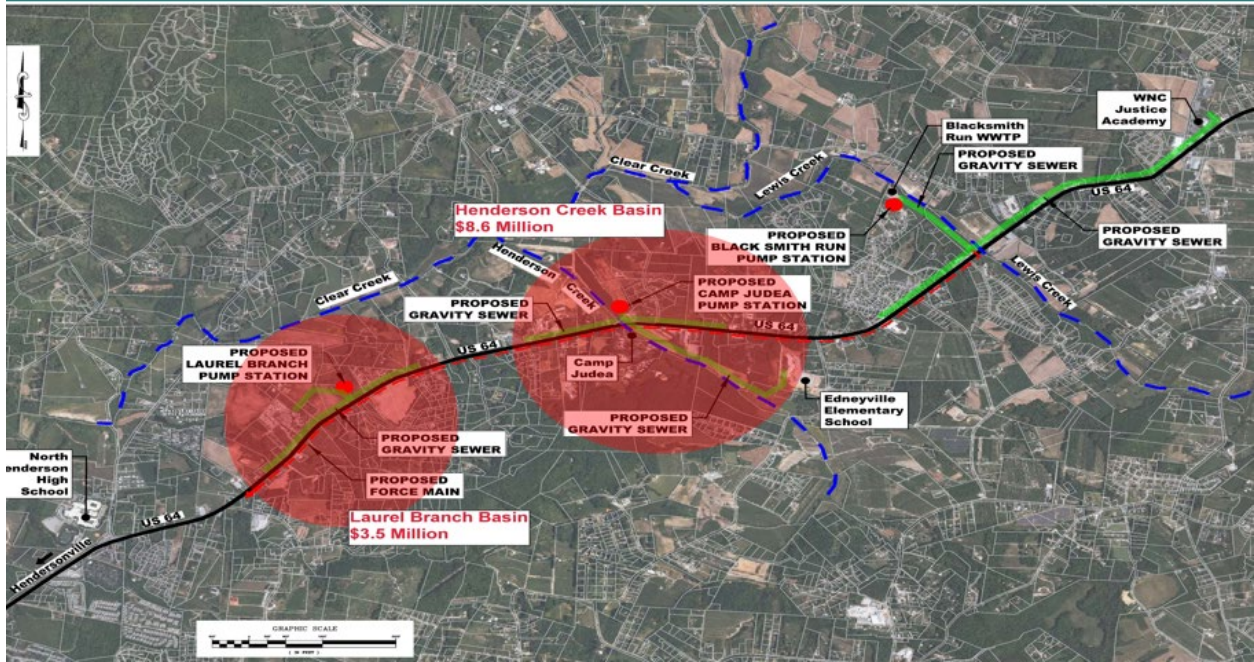 WNC
Justice
Academy
Blacksmith
Run WWTP
PROPOSED
GRAVITY SEWER
Clear Creek
Lewis Creek
US 64
Henderson Creek Basin
$8.6 Million
PROPOSED
BLACK SMITH RUN
PUMP STATION
PROPOSED
GRAVITY SEWER
Henderson
Creek
PROPOSED
CAMP JUDEA
PUMP STATION
Lewis Creek
Clear Creek
PROPOSED
GRAVITY SEWER
US 64
US 64
PROPOSED
LAUREL BRANCH
PUMP STATION
Camp
Judea
Edneyville
Elementary
School
PROPOSED
GRAVITY SEWER
PROPOSED
GRAVITY SEWER
North
enderson
High
School
PROPOSED
FORCE MAIN
Laurel Branch Basin
$3.5 Million
US 64
Hendersonville
GRAPHIC SCALE